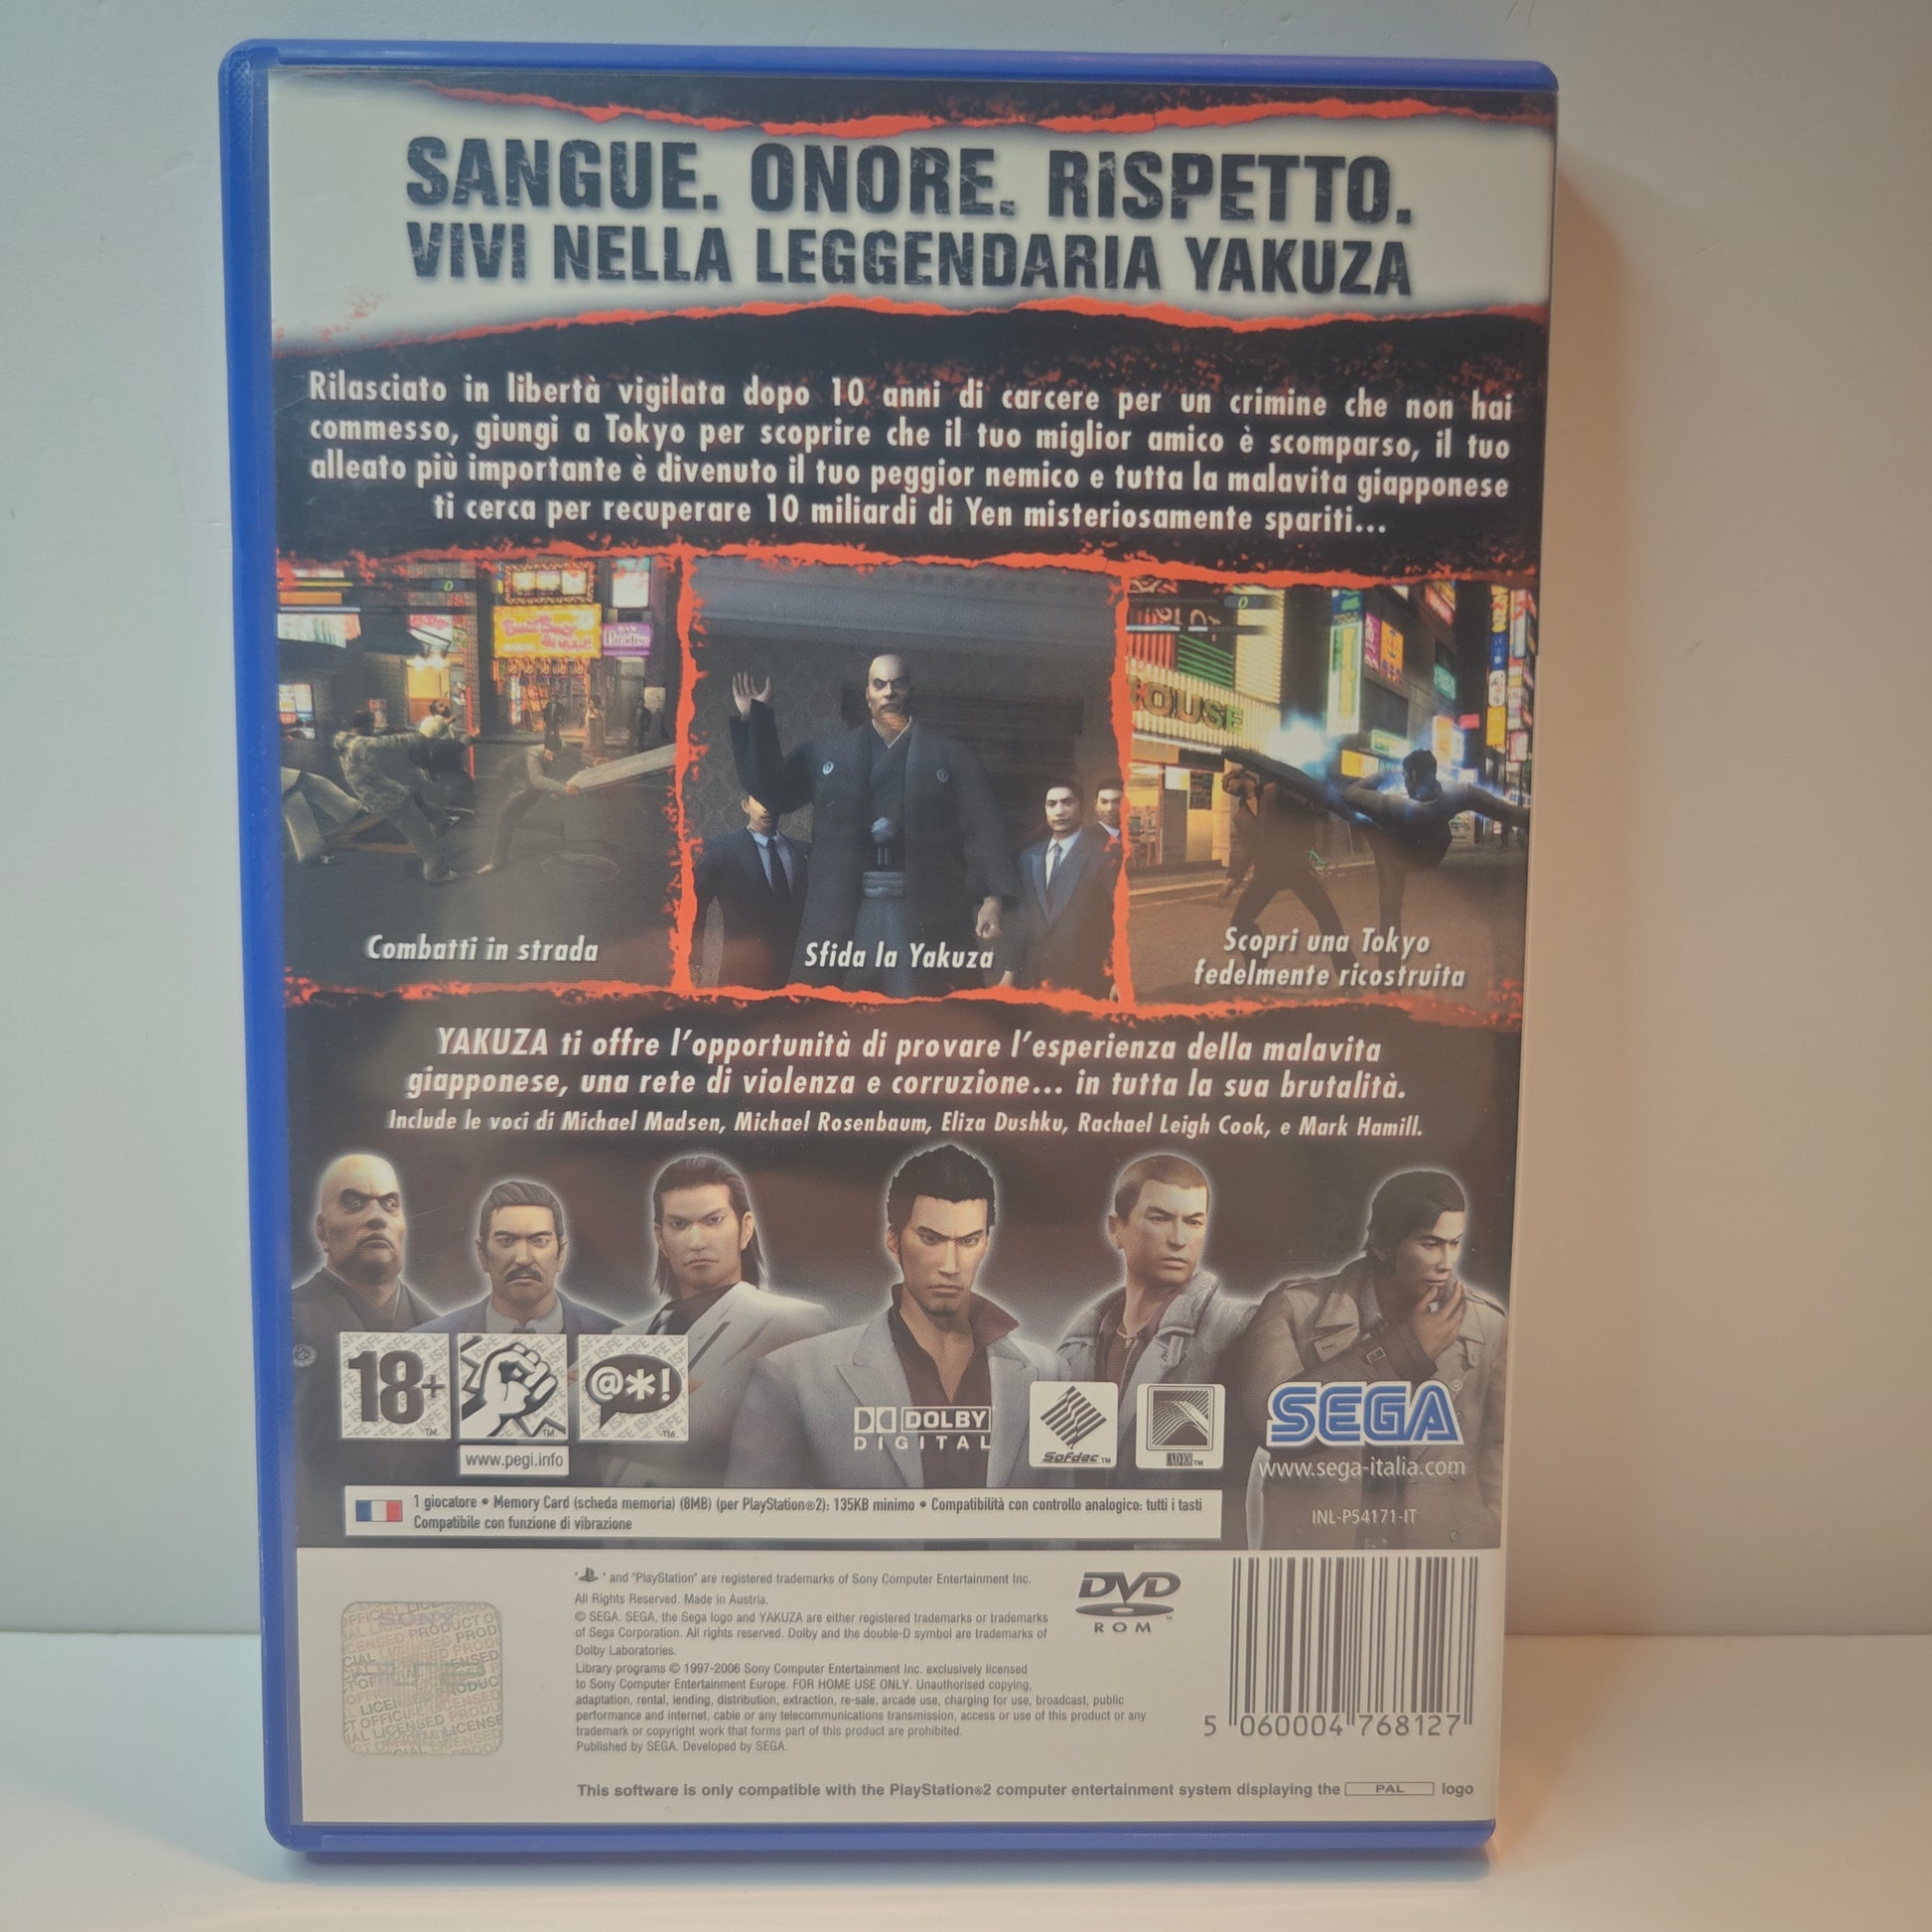 SANGUE. ONORE. RISPETTO.
VIVI NELLA LEGGENDARIA YAKUZA
Rilasciato in libertà vigilata dopo 10 anni di carcere per un crimine che non hai
commesso, giungi a Tokyo per scoprire che il tuo miglior amico è scomparso, il tuo
alleato più importante è divenuto il tuo peggior nemico e tutta la malavita giapponese
ti cerca per recuperare 10 miliardi di Yen misteriosamente spariti...
Combatti in strada
Sfida la Yakuza
Scopri una Tokyo
fedelmente ricostruita
YAKUZA ti offre l'opportunità di provare l'esperienza della malavita
giapponese, una rete di violenza e corruzione... in tutta la sua brutalità.
Include le voci di Michael Madsen, Michael Rosenbaum, Eliza Dushku, Rachael Leigh Cook, e Mark Hamill.
18+
@*!
www.pegi.info
DOLBY
DIGITAL
Sofdec™
ADX™
SEGA®
www.sega-italia.com
INL-P54171-IT
1 giocatore • Memory Card (scheda memoria) (8MB) (per PlayStation®2): 135KB minimo • Compatibilità con controllo analogico: tutti i tasti
Compatibile con funzione di vibrazione
" " and "PlayStation" are registered trademarks of Sony Computer Entertainment Inc.
All Rights Reserved. Made in Austria.
© SEGA. SEGA, the Sega logo and YAKUZA are either registered trademarks or trademarks
of Sega Corporation. All rights reserved. Dolby and the double-D symbol are trademarks of
Dolby Laboratories.
Library programs © 1997-2006 Sony Computer Entertainment Inc. exclusively licensed
to Sony Computer Entertainment Europe. FOR HOME USE ONLY. Unauthorised copying,
adaptation, rental, lending, distribution, extraction, re-sale, arcade use, charging for use, broadcast, public
performance and internet, cable or any telecommunications transmission, access or use of this product or any
trademark or copyright work that forms part of this product are prohibited.
Published by SEGA. Developed by SEGA.
DVD™
ROM
5 060004 768127
SONY
This software is only compatible with the PlayStation®2 computer entertainment system displaying the PAL logo